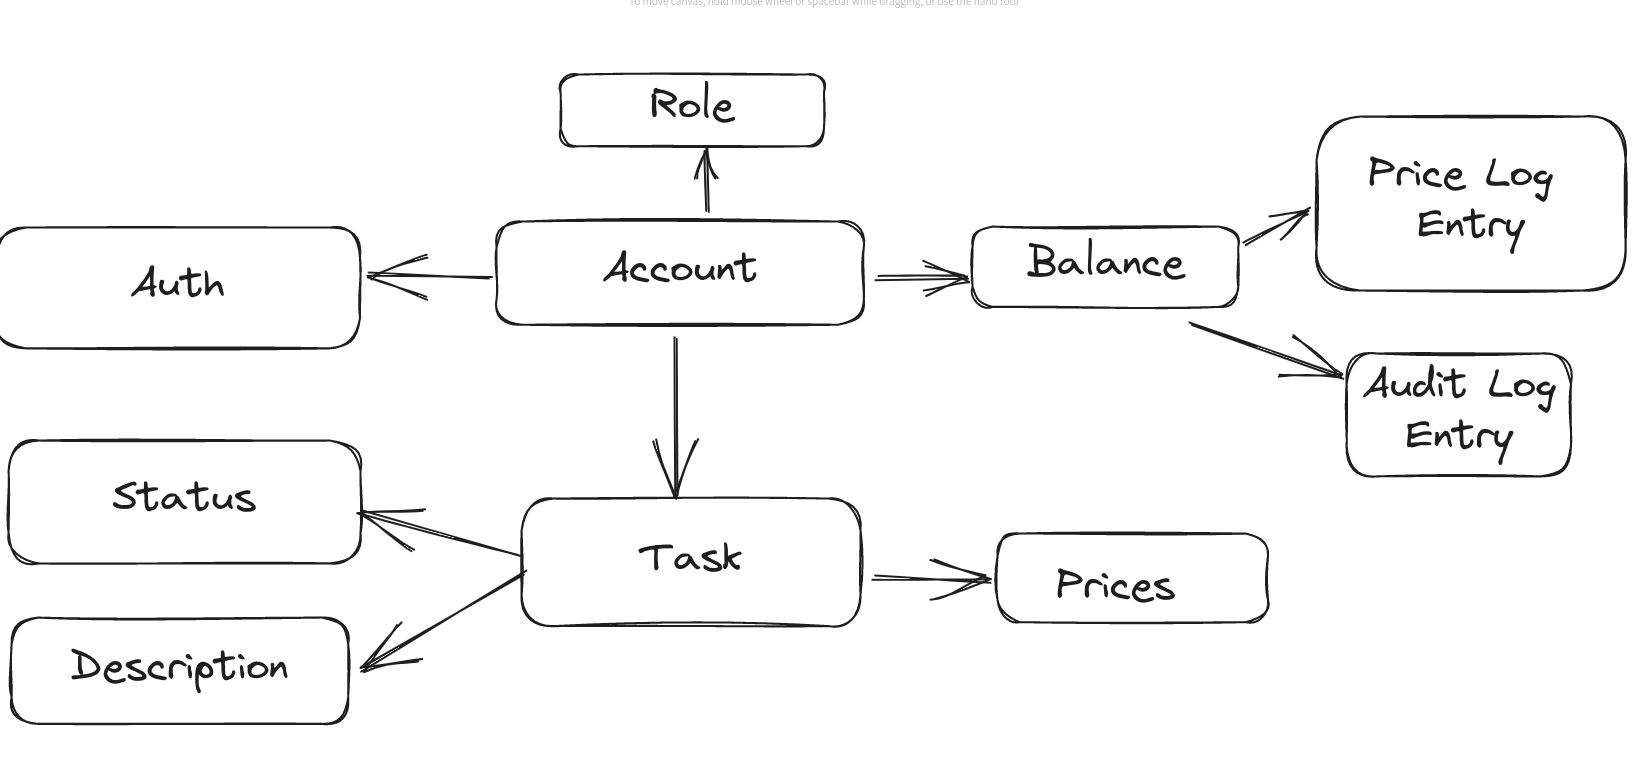 To move canvas, hold mouse wheel or spacebar while dragging, or use the hand tool
Role
Price Log
Entry
Auth
Account
Balance
Audit Log
Entry
Status
Task
Prices
Description